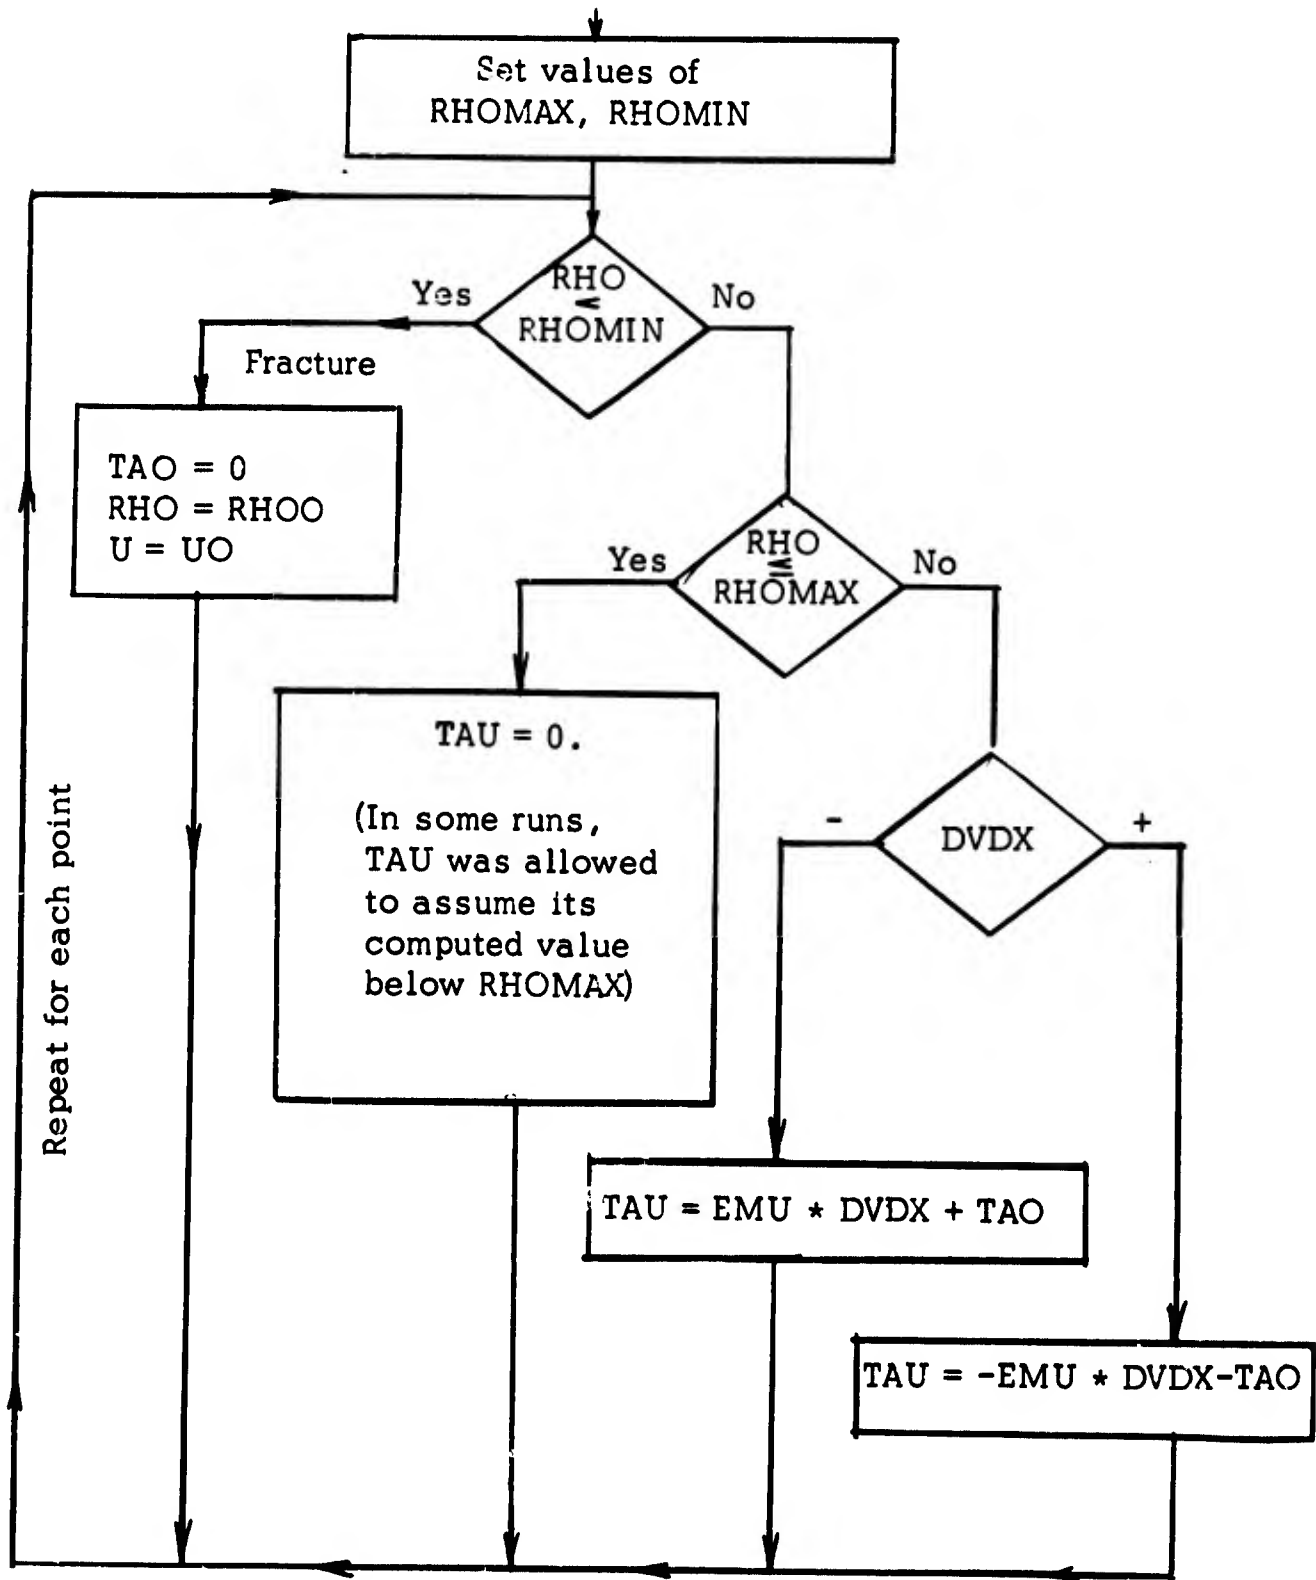 Set values of
RHOMAX, RHOMIN
RHO
<
RHOMIN
Yes
No
Fracture
TAO = 0
RHO = RHOO
U = UO
RHO
≤
RHOMAX
Yes
No
TAU = 0.
(In some runs,
TAU was allowed
to assume its
computed value
below RHOMAX)
DVDX
-
+
TAU = EMU * DVDX + TAO
TAU = -EMU * DVDX-TAO
Repeat for each point